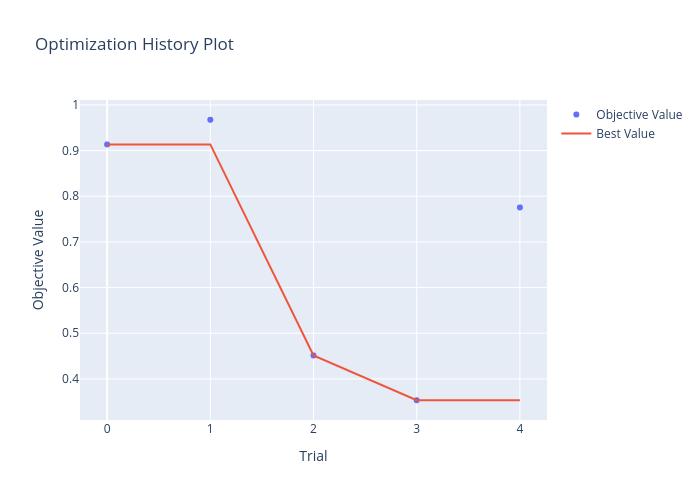 Optimization History Plot
Objective Value
Best Value
1
0.9
0.8
0.7
0.6
0.5
0.4
Objective Value
0 1 2 3 4
Trial